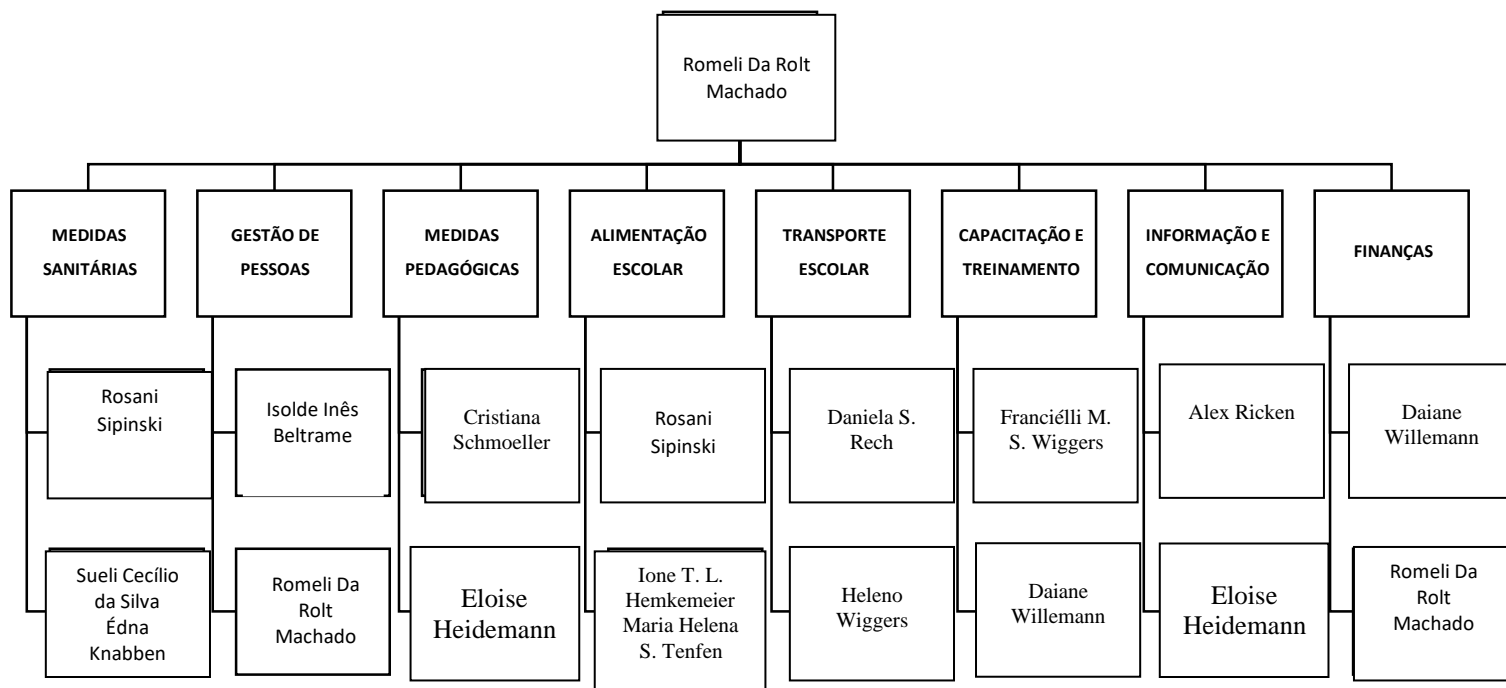 Romeli Da Rolt
Machado
MEDIDAS
SANITÁRIAS
GESTÃO DE
PESSOAS
MEDIDAS
PEDAGÓGICAS
ALIMENTAÇÃO
ESCOLAR
TRANSPORTE
ESCOLAR
CAPACITAÇÃO E
TREINAMENTO
INFORMAÇÃO E
COMUNICAÇÃO
FINANÇAS
Rosani
Sipinski
Isolde Inês
Beltrame
Cristiana
Schmoeller
Rosani
Sipinski
Daniela S.
Rech
Franciélli M.
S. Wiggers
Alex Ricken
Daiane
Willemann
Sueli Cecílio
da Silva
Édna
Knabben
Romeli Da
Rolt
Machado
Eloise
Heidemann
Ione T. L.
Hemkemeier
Maria Helena
S. Tenfen
Heleno
Wiggers
Daiane
Willemann
Eloise
Heidemann
Romeli Da
Rolt
Machado